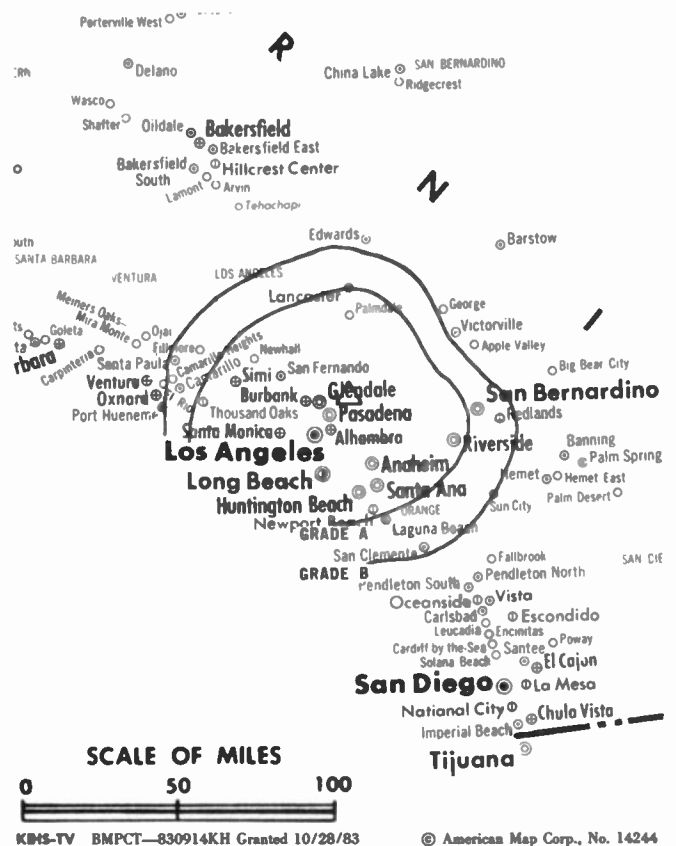 Porterville West
R
Delano
China Lake SAN BERNARDINO
Ridgecrest
Wasco
Shafter
Oildale Bakersfield
Bakersfield East
Bakersfield South
Hillcrest Center
Lamont
Arvin
Tehachapi
N
Edwards
Barstow
SANTA BARBARA
VENTURA
LOS ANGELES
Lancaster
Palmdale
George
Victorville
Apple Valley
I
Meiners Oaks-
Mira Monte
Ojai
Goleta
rbara
Carpinteria
Santa Paula
Fillmore
Camarillo Heights
Camarillo
Newhall
San Fernando
Simi
Ventura
Oxnard
El Rio
Port Hueneme
Burbank
Glendale
Thousand Oaks
Pasadena
Santa Monica
Alhambra
Los Angeles
Big Bear City
San Bernardino
Redlands
Riverside
Banning
Palm Spring
Hemet
Hemet East
Palm Desert
Sun City
Long Beach
Anaheim
Santa Ana
Huntington Beach
ORANGE
Newport Beach
Laguna Beach
GRADE A
San Clemente
GRADE B
Fallbrook
SAN DIE
Pendleton South
Pendleton North
Oceanside
Vista
Carlsbad
Escondido
Leucadia
Encinitas
Cardiff by-the-Sea
Solana Beach
Santee
Poway
El Cajon
San Diego
La Mesa
National City
Chula Vista
Imperial Beach
Tijuana
SCALE OF MILES
0 50 100
KIHS-TV BMPCT—830914KH Granted 10/28/83 © American Map Corp., No. 14244